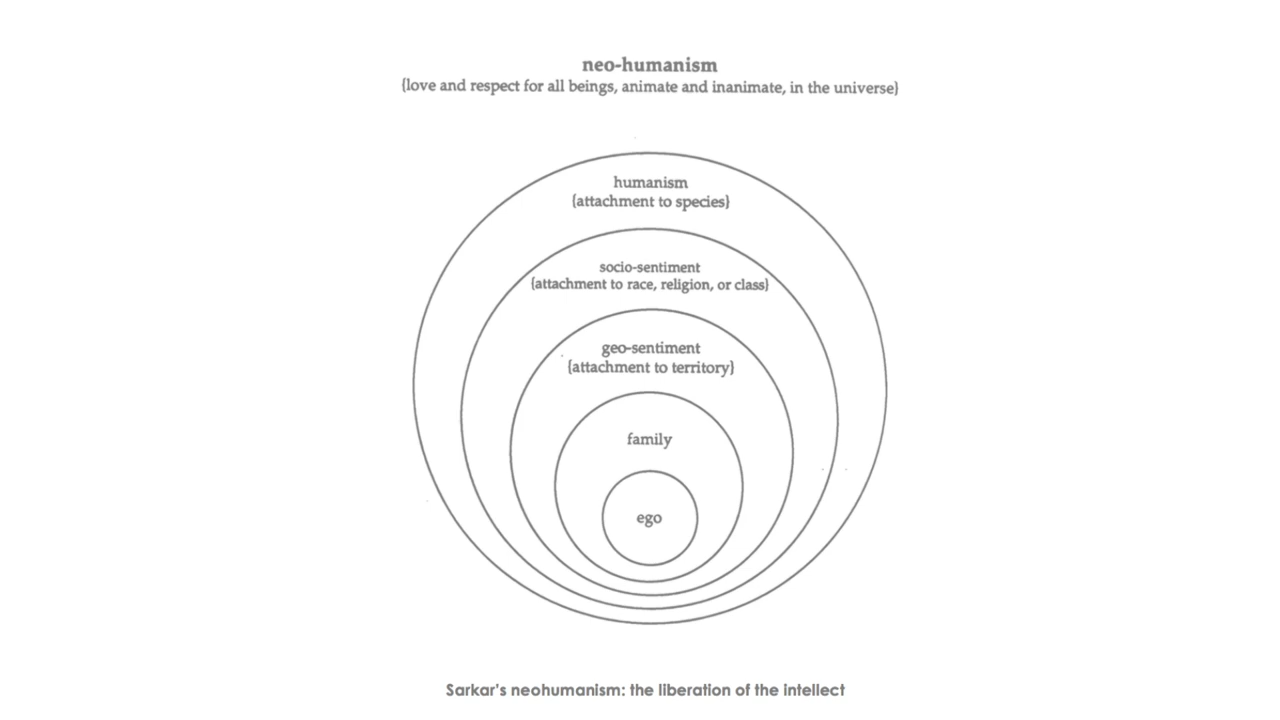 neo-humanism
(love and respect for all beings, animate and inanimate, in the universe)
humanism
(attachment to species)
socio-sentiment
(attachment to race, religion, or class)
geo-sentiment
(attachment to territory)
family
ego
Sarkar's neohumanism: the liberation of the intellect